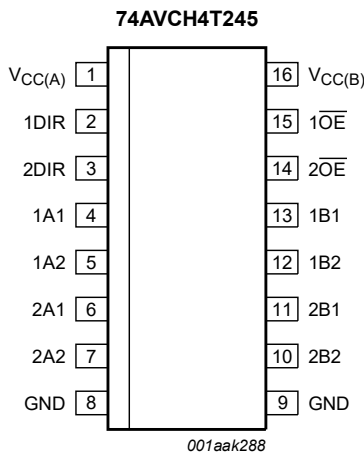 74AVCH4T245
VCC(A) 1 16 VCC(B)
1DIR 2 15 1OE
2DIR 3 14 2OE
1A1 4 13 1B1
1A2 5 12 1B2
2A1 6 11 2B1
2A2 7 10 2B2
GND 8 9 GND
001aak288